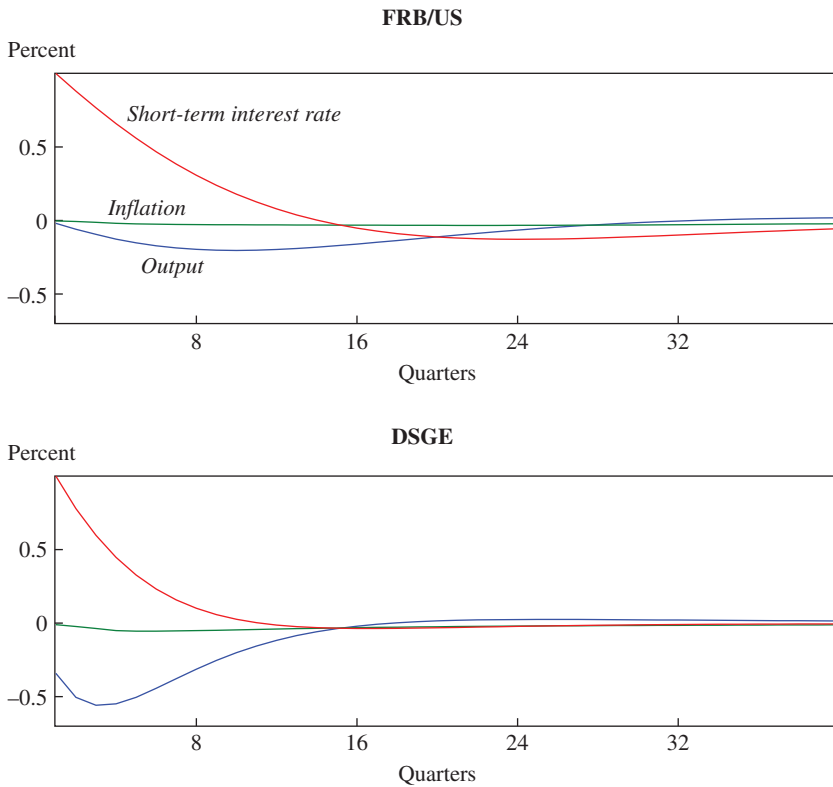 FRB/US
Percent
Short-term interest rate
0.5
Inflation
0
Output
–0.5
8 16 24 32
Quarters
DSGE
Percent
0.5
0
–0.5
8 16 24 32
Quarters